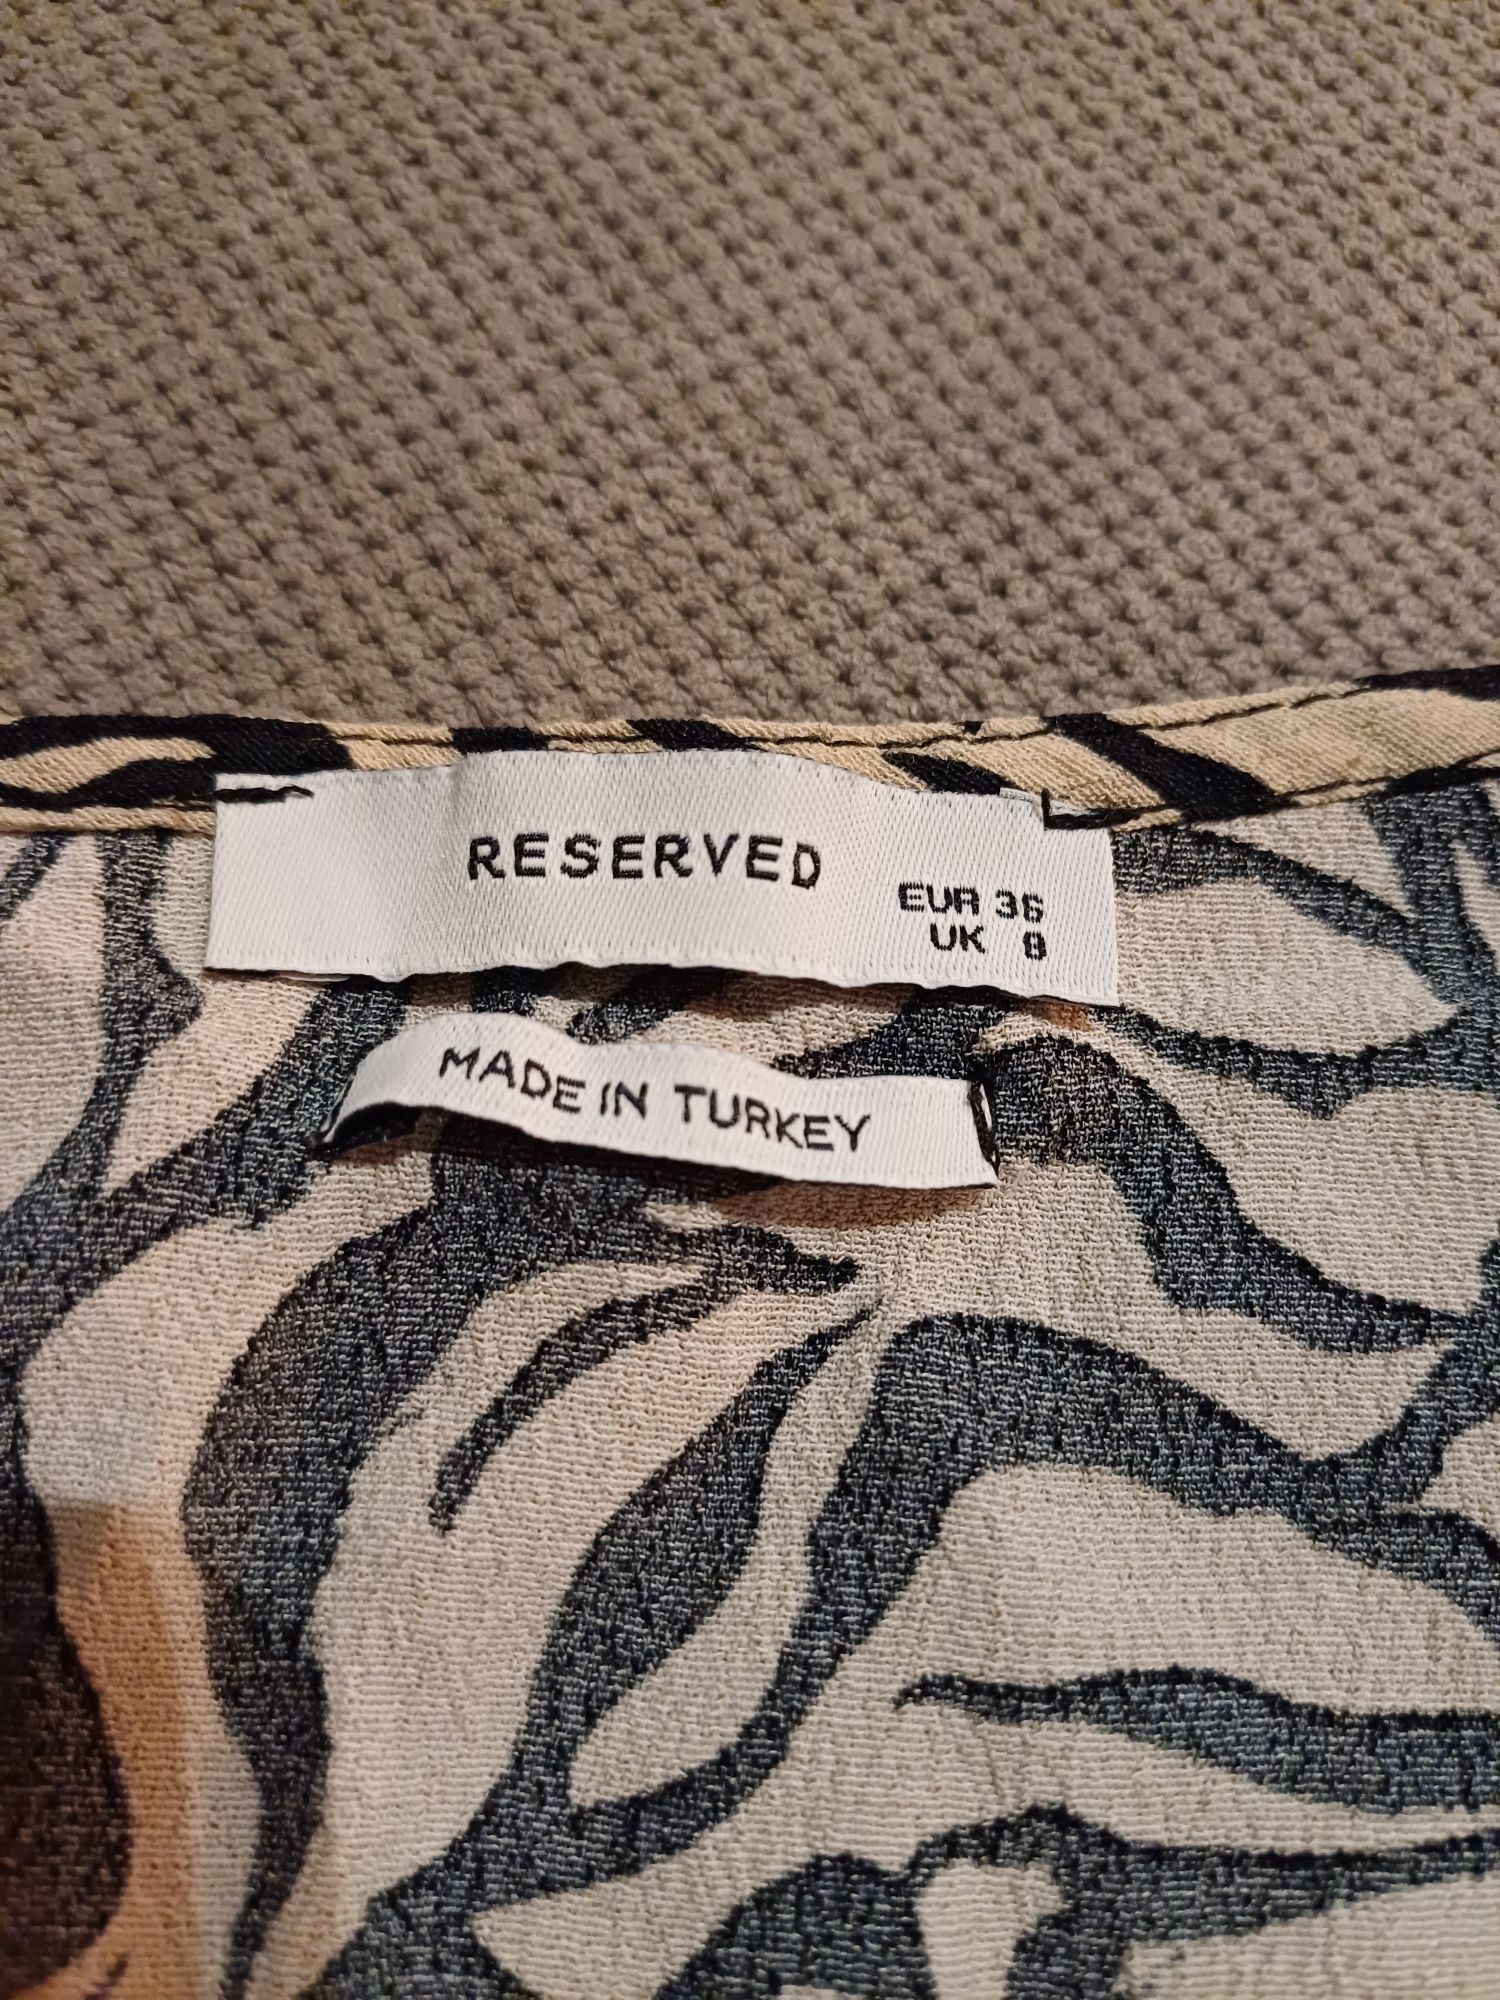 RESERVED
EUR 36
UK 8
MADE IN TURKEY